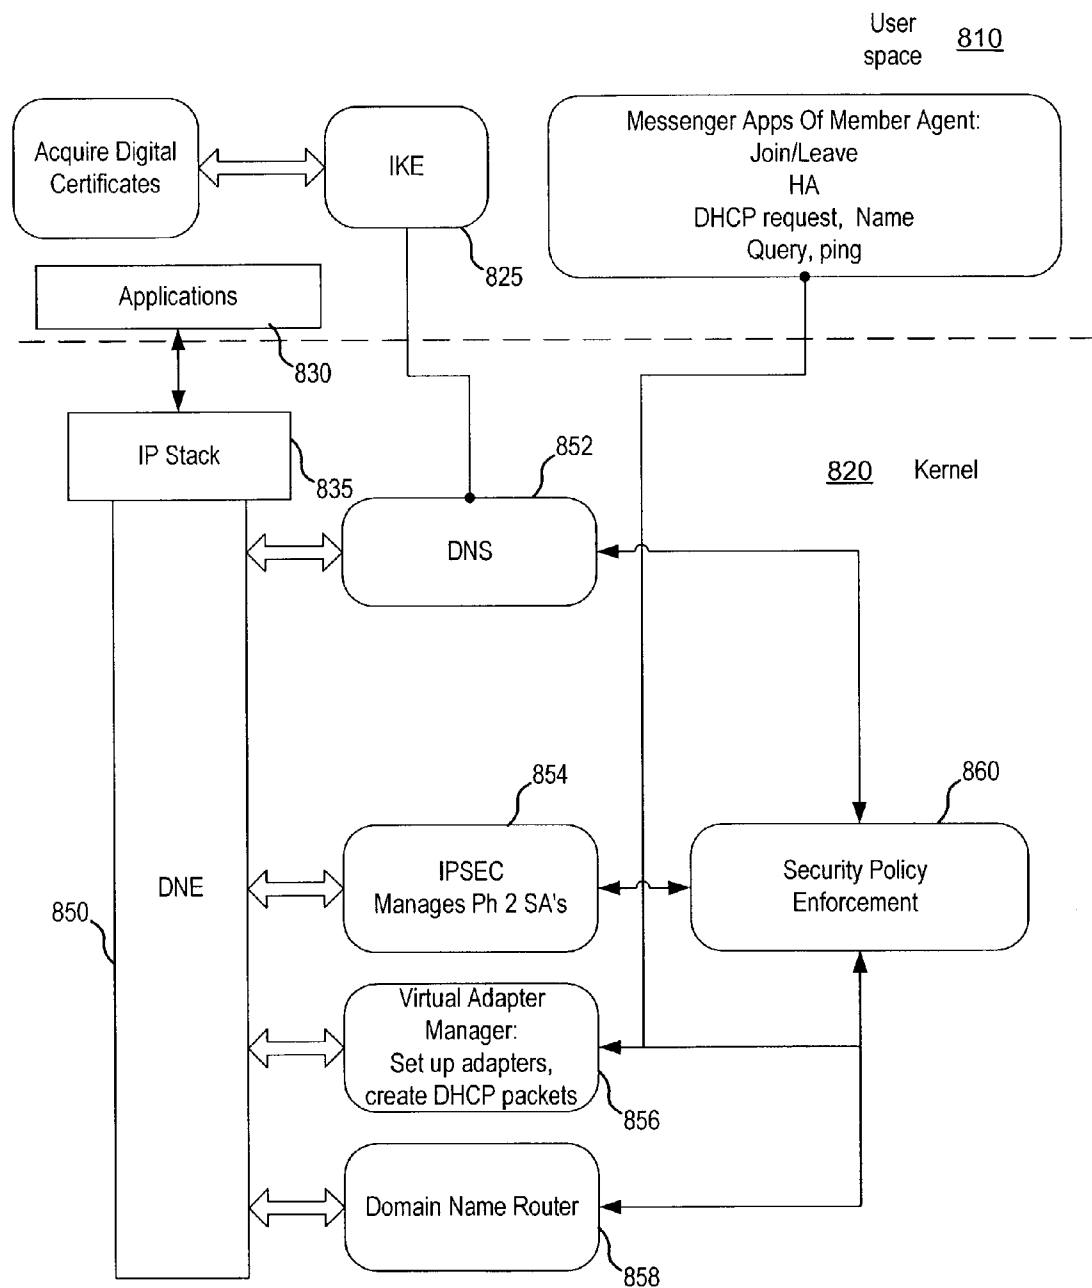 User
space
810
Acquire Digital
Certificates
IKE
825
Messenger Apps Of Member Agent:
Join/Leave
HA
DHCP request, Name
Query, ping
Applications
830
IP Stack
835
852
820
Kernel
DNS
854
860
IPSEC
Manages Ph 2 SA's
Security Policy
Enforcement
DNE
850
Virtual Adapter
Manager:
Set up adapters,
create DHCP packets
856
Domain Name Router
858